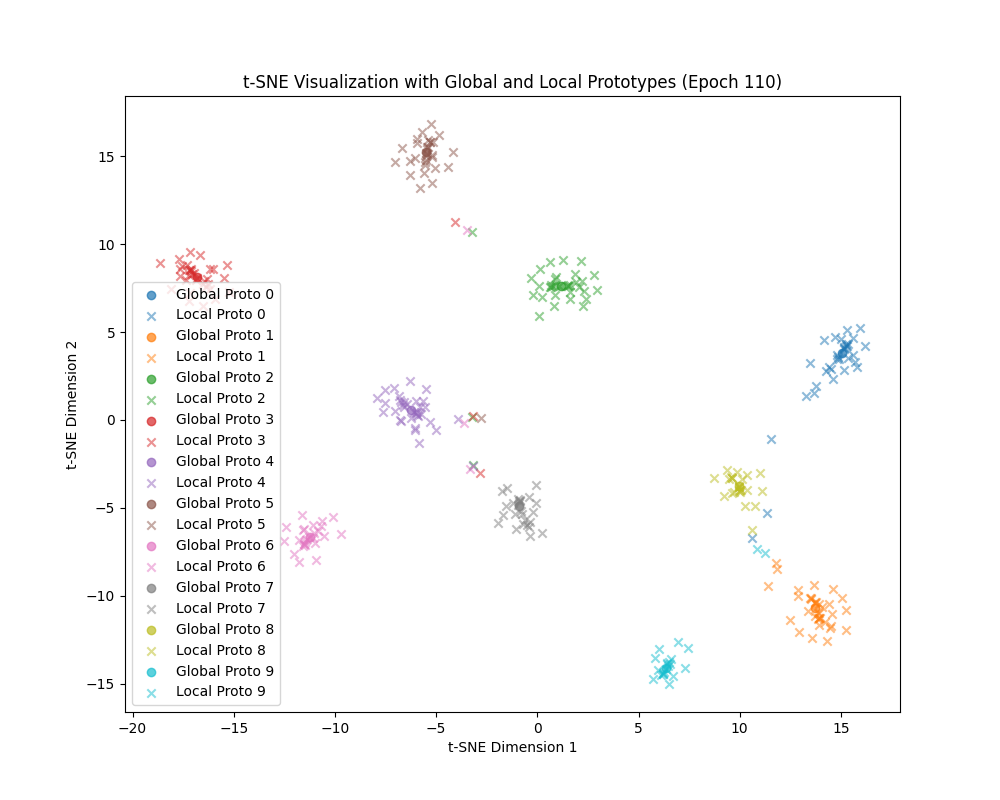 t-SNE Visualization with Global and Local Prototypes (Epoch 110)
t-SNE Dimension 2
15
10
5
0
−5
−10
−15
Global Proto 0
Local Proto 0
Global Proto 1
Local Proto 1
Global Proto 2
Local Proto 2
Global Proto 3
Local Proto 3
Global Proto 4
Local Proto 4
Global Proto 5
Local Proto 5
Global Proto 6
Local Proto 6
Global Proto 7
Local Proto 7
Global Proto 8
Local Proto 8
Global Proto 9
Local Proto 9
−20 −15 −10 −5 0 5 10 15
t-SNE Dimension 1